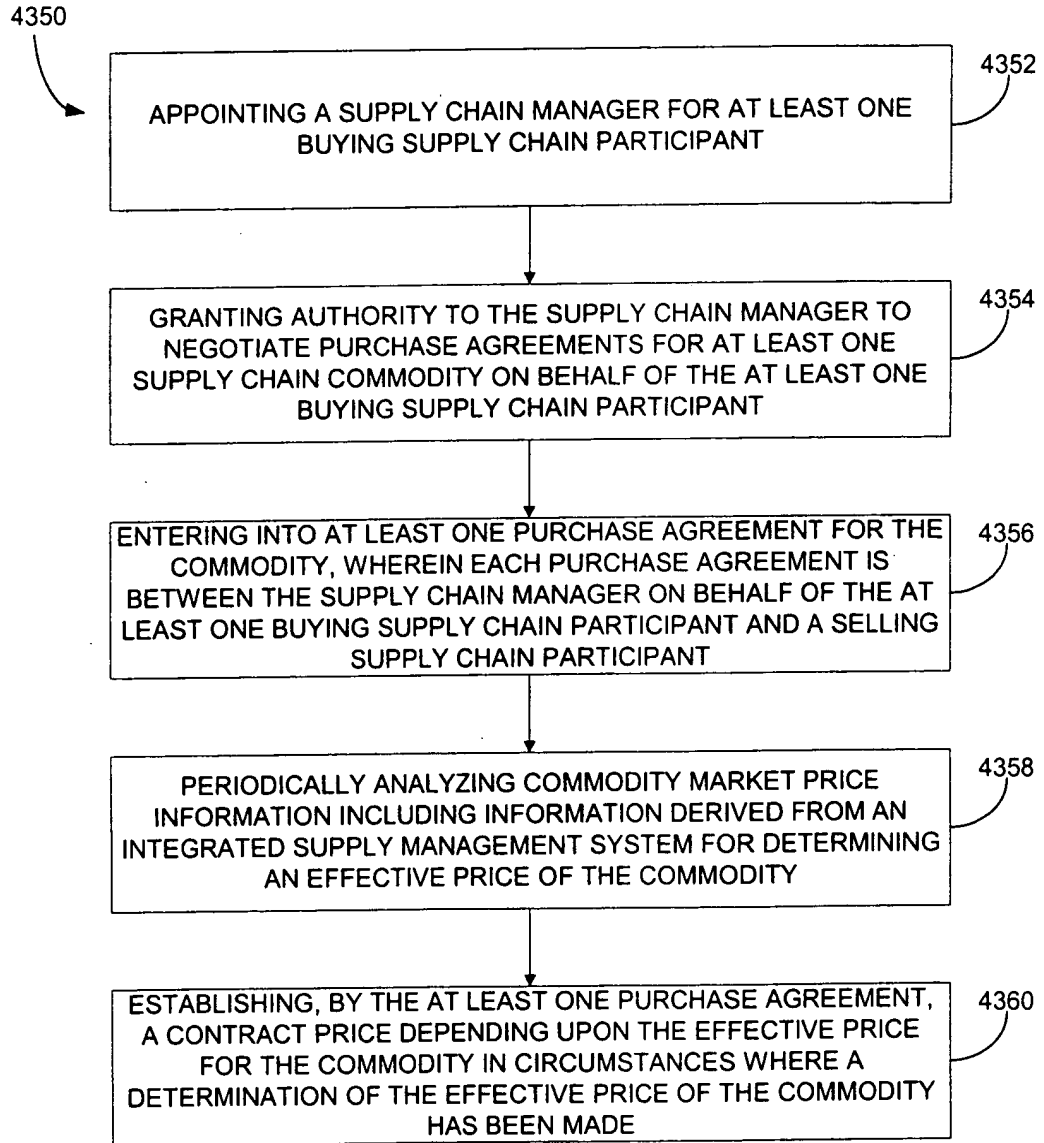 4350
4352
APPOINTING A SUPPLY CHAIN MANAGER FOR AT LEAST ONE
BUYING SUPPLY CHAIN PARTICIPANT
4354
GRANTING AUTHORITY TO THE SUPPLY CHAIN MANAGER TO
NEGOTIATE PURCHASE AGREEMENTS FOR AT LEAST ONE
SUPPLY CHAIN COMMODITY ON BEHALF OF THE AT LEAST ONE
BUYING SUPPLY CHAIN PARTICIPANT
4356
ENTERING INTO AT LEAST ONE PURCHASE AGREEMENT FOR THE
COMMODITY, WHEREIN EACH PURCHASE AGREEMENT IS
BETWEEN THE SUPPLY CHAIN MANAGER ON BEHALF OF THE AT
LEAST ONE BUYING SUPPLY CHAIN PARTICIPANT AND A SELLING
SUPPLY CHAIN PARTICIPANT
4358
PERIODICALLY ANALYZING COMMODITY MARKET PRICE
INFORMATION INCLUDING INFORMATION DERIVED FROM AN
INTEGRATED SUPPLY MANAGEMENT SYSTEM FOR DETERMINING
AN EFFECTIVE PRICE OF THE COMMODITY
4360
ESTABLISHING, BY THE AT LEAST ONE PURCHASE AGREEMENT,
A CONTRACT PRICE DEPENDING UPON THE EFFECTIVE PRICE
FOR THE COMMODITY IN CIRCUMSTANCES WHERE A
DETERMINATION OF THE EFFECTIVE PRICE OF THE COMMODITY
HAS BEEN MADE